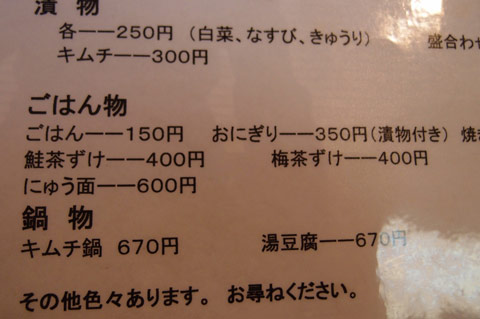 漬 物
各ーー250円 (白菜、なすび、きゅうり) 盛合わせ
キムチーー300円
ごはん物
ごはんーー150円 おにぎりーー350円(漬物付き) 焼き
鮭茶ずけーー400円 梅茶ずけーー400円
にゅう面ーー600円
鍋 物
キムチ鍋 670円 湯豆腐ーー670円
その他色々あります。 お尋ねください。